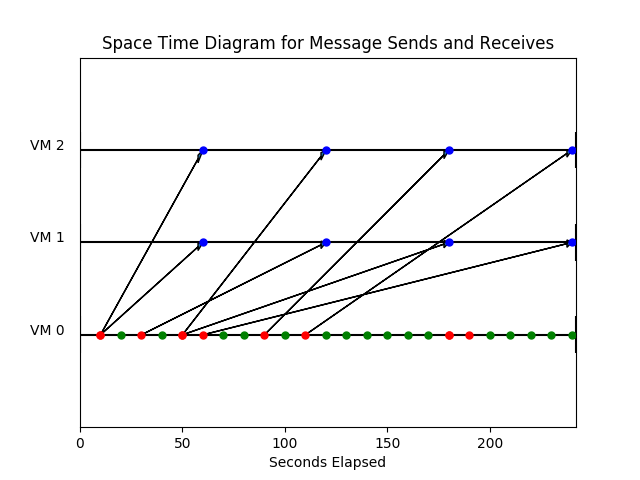 Space Time Diagram for Message Sends and Receives
VM 2
VM 1
VM 0
0 50 100 150 200
Seconds Elapsed